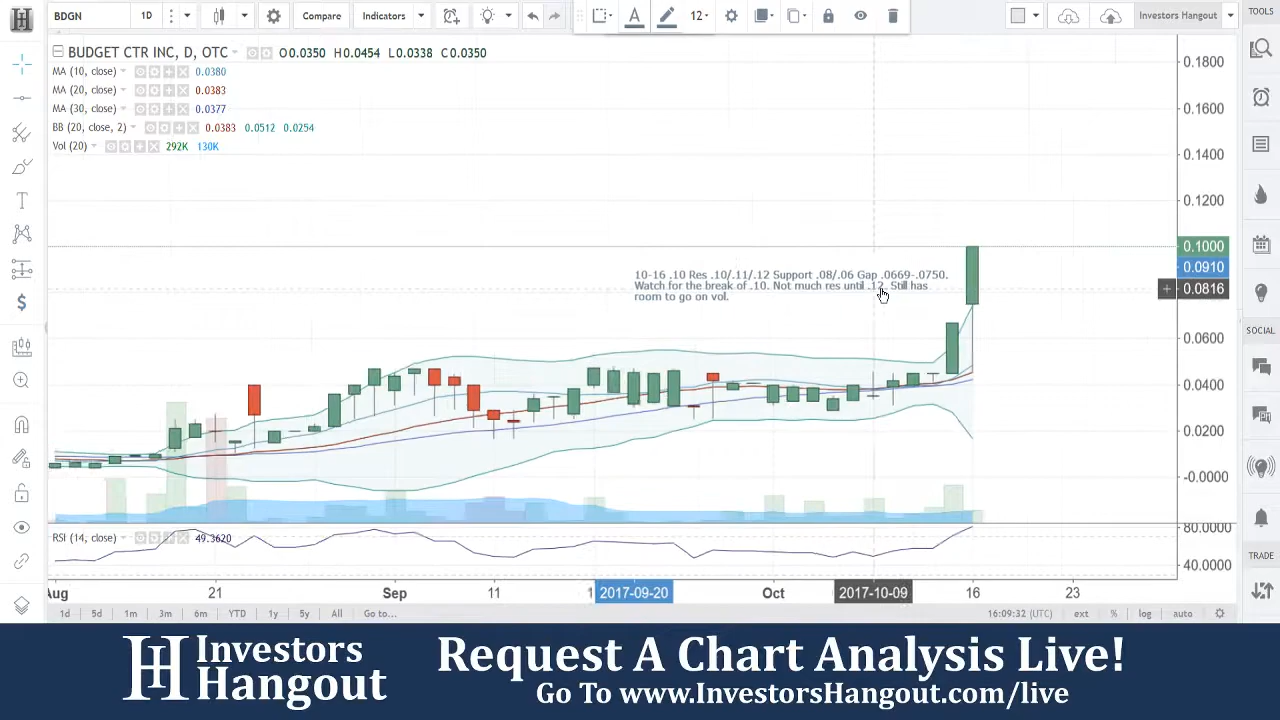 BDGN 1D Compare Indicators 12 Investors Hangout TOOLS
BUDGET CTR INC, D, OTC O0.0350 H0.0454 L0.0338 C0.0350
MA (10, close) 0.0380
MA (20, close) 0.0383
MA (30, close) 0.0377
BB (20, close, 2) 0.0383 0.0512 0.0254
Vol (20) 292K 130K
0.1800
0.1600
0.1400
0.1200
0.1000
0.0910
0.0816
0.0600
0.0400
0.0200
-0.0000
10-16 .10 Res .10/.11/.12 Support .08/.06 Gap .0669-.0750.
Watch for the break of .10. Not much res until .12. Still has
room to go on vol.
SOCIAL
RSI (14, close) 49.3620
80.0000
40.0000
TRADE
Aug 21 Sep 11 2017-09-20 Oct 2017-10-09 16 23
1d 5d 1m 3m 6m YTD 1y 5y All Go to... 16:09:32 (UTC) ext % log auto
H Investors
Hangout
Request A Chart Analysis Live!
Go To www.InvestorsHangout.com/live